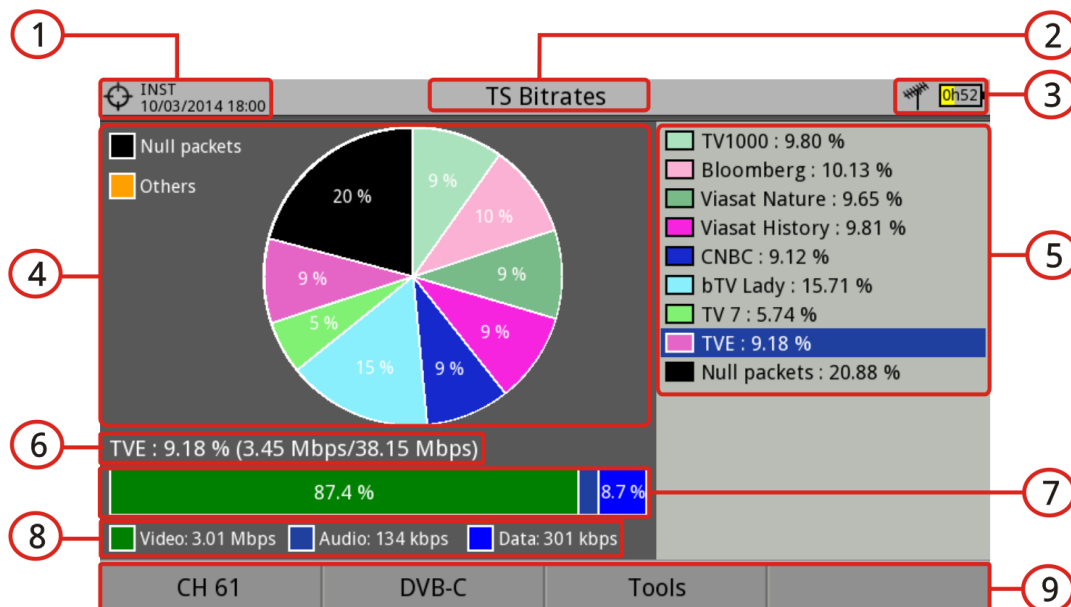 1
2
3
INST
10/03/2014 18:00
TS Bitrates
0h52
Null packets
Others
4
9 %
10 %
9 %
9 %
9 %
15 %
5 %
9 %
20 %
TV1000 : 9.80 %
Bloomberg : 10.13 %
Viasat Nature : 9.65 %
Viasat History : 9.81 %
CNBC : 9.12 %
bTV Lady : 15.71 %
TV 7 : 5.74 %
TVE : 9.18 %
Null packets : 20.88 %
5
6
TVE : 9.18 % (3.45 Mbps/38.15 Mbps)
87.4 %
8.7 %
7
8
Video: 3.01 Mbps
Audio: 134 kbps
Data: 301 kbps
CH 61
DVB-C
Tools
9